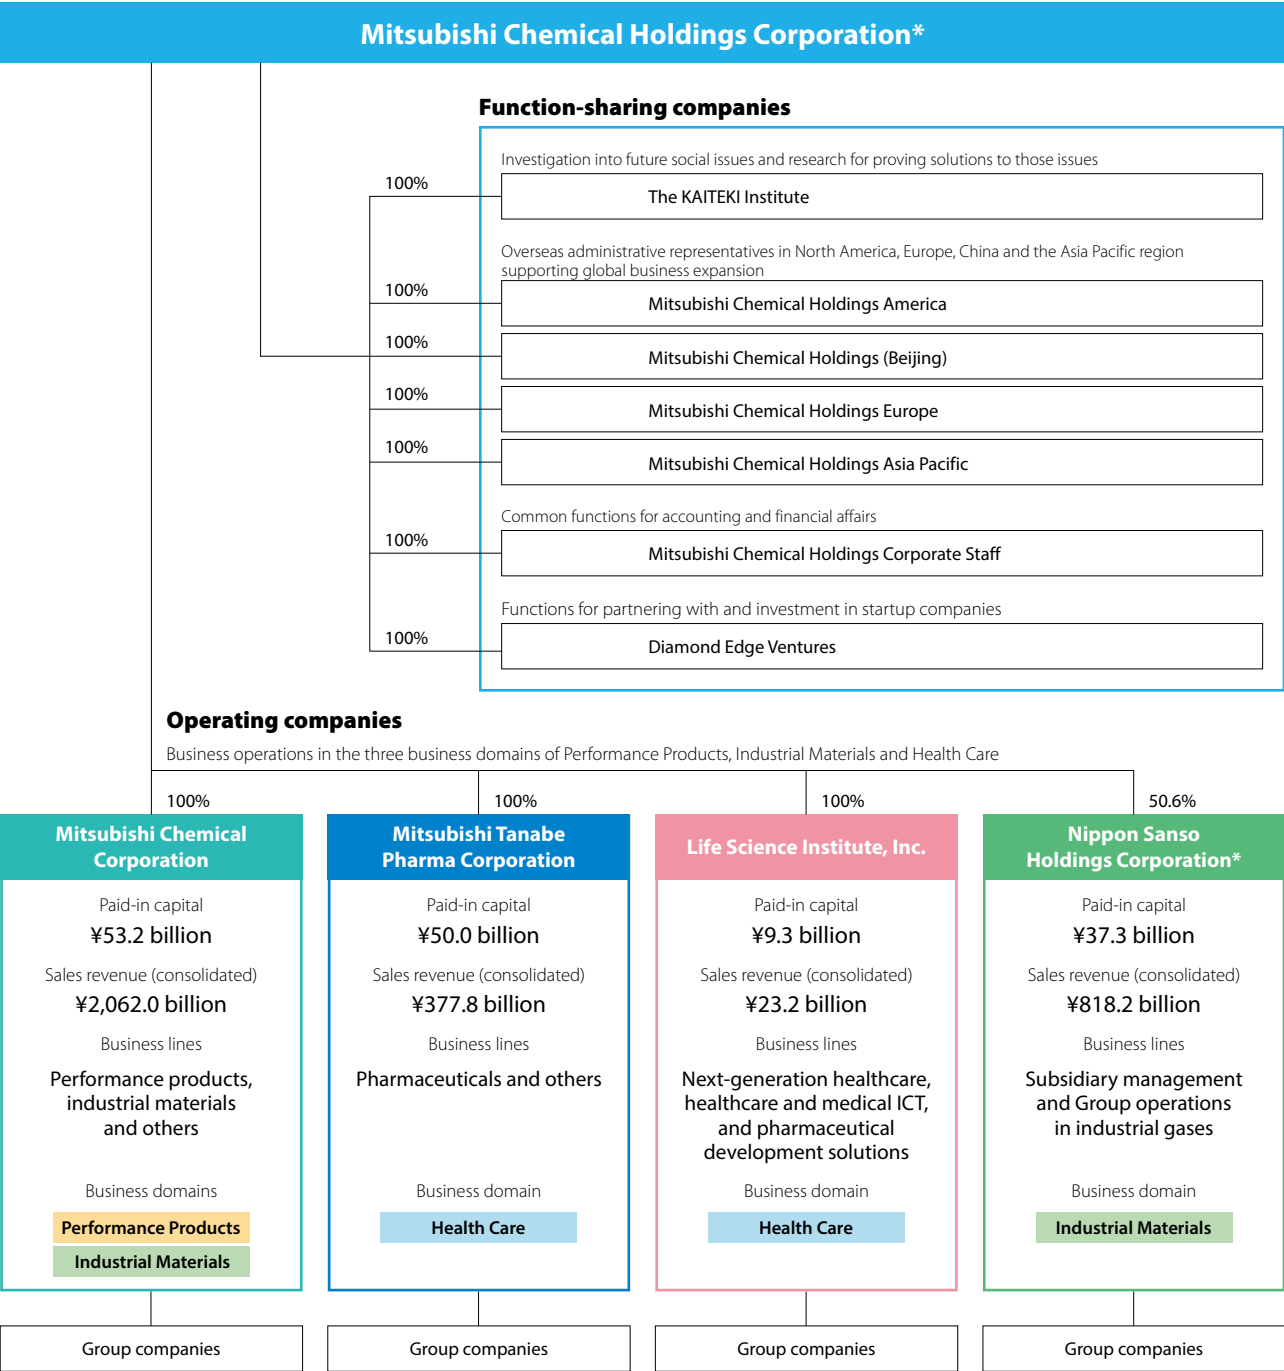 Mitsubishi Chemical Holdings Corporation*
Function-sharing companies
Investigation into future social issues and research for proving solutions to those issues
100%
The KAITEKI Institute
Overseas administrative representatives in North America, Europe, China and the Asia Pacific region
supporting global business expansion
100%
Mitsubishi Chemical Holdings America
100%
Mitsubishi Chemical Holdings (Beijing)
100%
Mitsubishi Chemical Holdings Europe
100%
Mitsubishi Chemical Holdings Asia Pacific
Common functions for accounting and financial affairs
100%
Mitsubishi Chemical Holdings Corporate Staff
Functions for partnering with and investment in startup companies
100%
Diamond Edge Ventures
Operating companies
Business operations in the three business domains of Performance Products, Industrial Materials and Health Care
100%
Mitsubishi Chemical
Corporation
Paid-in capital
¥53.2 billion
Sales revenue (consolidated)
¥2,062.0 billion
Business lines
Performance products,
industrial materials
and others
Business domains
Performance Products
Industrial Materials
Group companies
100%
Mitsubishi Tanabe
Pharma Corporation
Paid-in capital
¥50.0 billion
Sales revenue (consolidated)
¥377.8 billion
Business lines
Pharmaceuticals and others
Business domain
Health Care
Group companies
100%
Life Science Institute, Inc.
Paid-in capital
¥9.3 billion
Sales revenue (consolidated)
¥23.2 billion
Business lines
Next-generation healthcare,
healthcare and medical ICT,
and pharmaceutical
development solutions
Business domain
Health Care
Group companies
50.6%
Nippon Sanso
Holdings Corporation*
Paid-in capital
¥37.3 billion
Sales revenue (consolidated)
¥818.2 billion
Business lines
Subsidiary management
and Group operations
in industrial gases
Business domain
Industrial Materials
Group companies